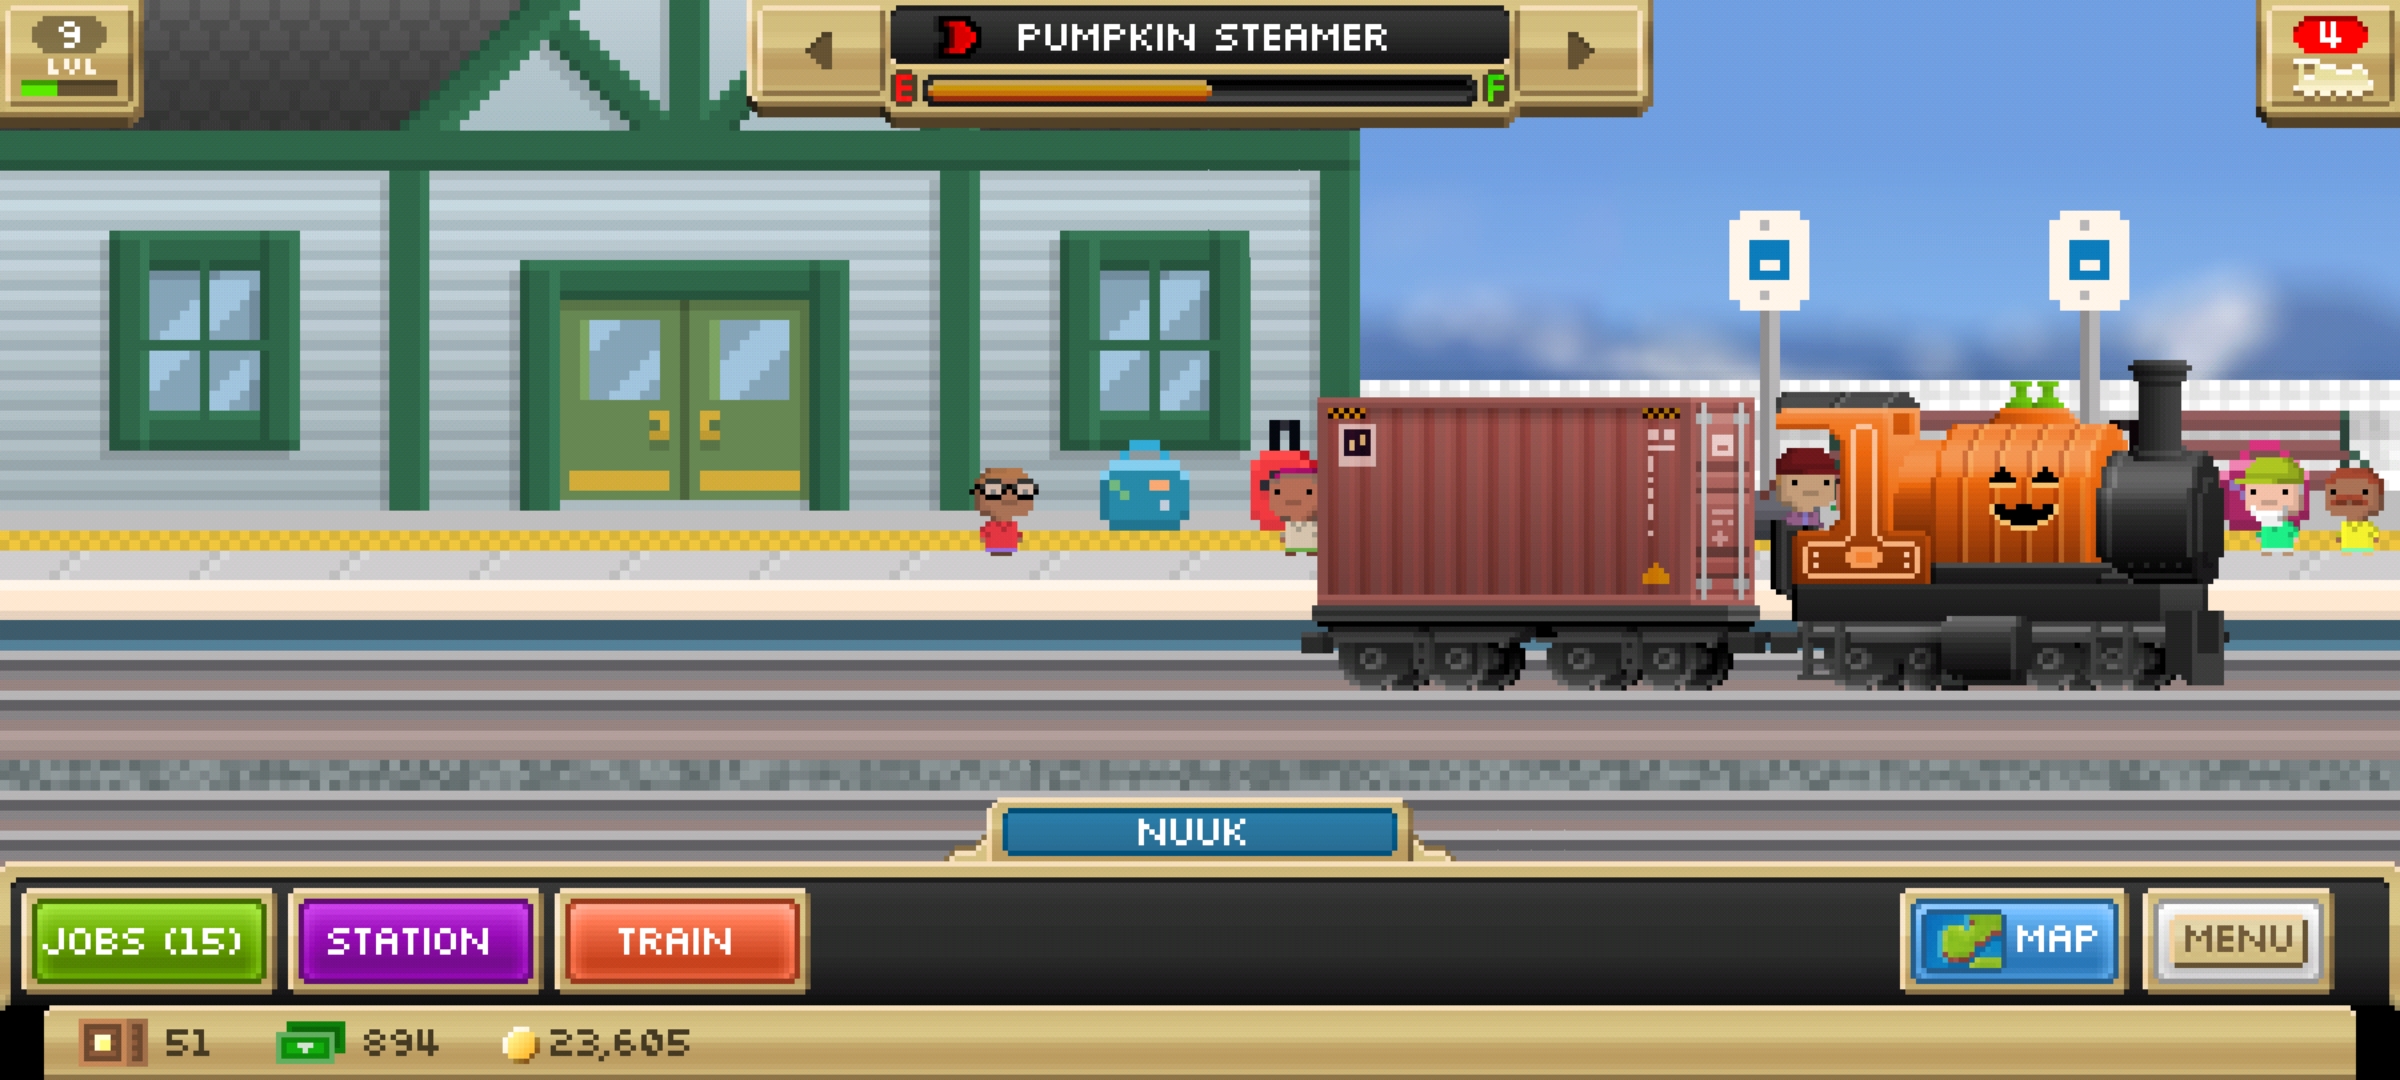 9
LVL
PUMPKIN STEAMER
E F
4
NUUK
JOBS (15)
STATION
TRAIN
MAP
MENU
51
894
23,605